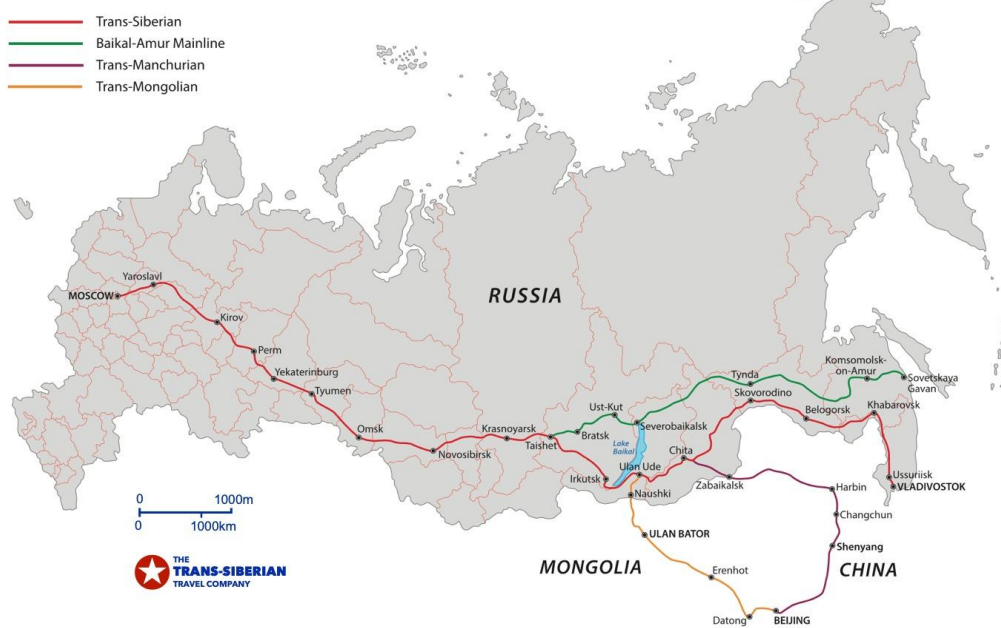 Trans-Siberian
Baikal-Amur Mainline
Trans-Manchurian
Trans-Mongolian
RUSSIA
Yaroslavl
MOSCOW
Kirov
Perm
Yekaterinburg
Tyumen
Omsk
Novosibirsk
Krasnoyarsk
Taishet
Bratsk
Ust-Kut
Severobaikalsk
Lake
Baikal
Irkutsk
Ulan Ude
Naushki
Chita
Tynda
Skovorodino
Belogorsk
Komsomolsk-
on-Amur
Sovetskaya
Gavan
Khabarovsk
Ussuriisk
VLADIVOSTOK
Zabaikalsk
Harbin
Changchun
Shenyang
ULAN BATOR
MONGOLIA
CHINA
Erenhot
Datong
BEIJING
0 1000m
0 1000km
THE
TRANS-SIBERIAN
TRAVEL COMPANY